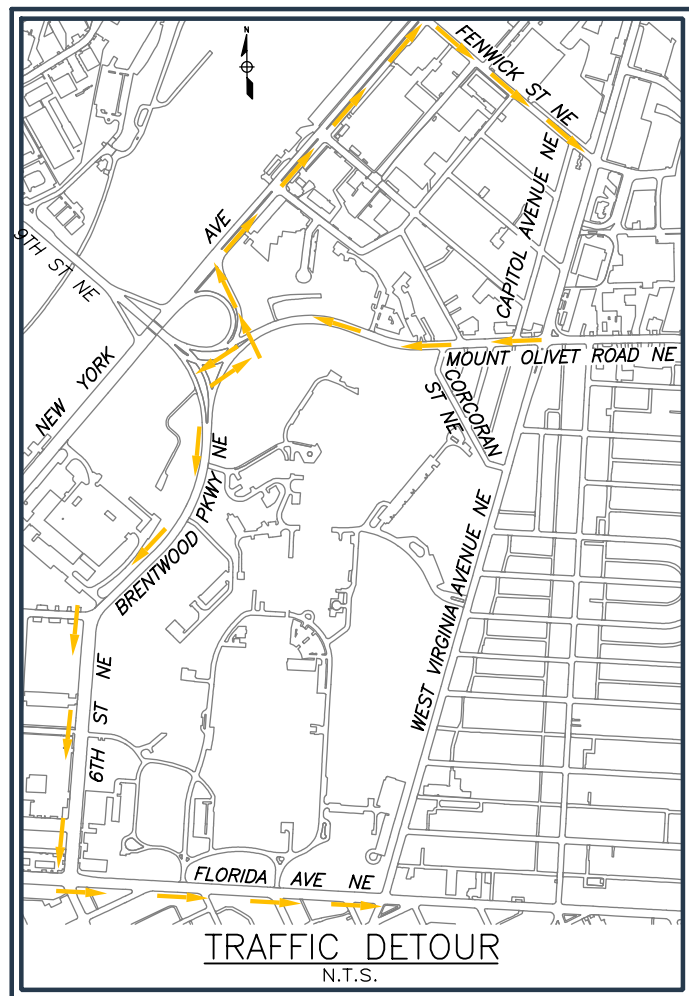 N
FENWICK ST NE
CAPITOL AVENUE NE
AVE
9TH ST NE
NEW YORK
MOUNT OLIVET ROAD NE
CORCORAN
ST NE
BRENTWOOD PKWY NE
WEST VIRGINIA AVENUE NE
6TH ST NE
FLORIDA AVE NE
TRAFFIC DETOUR
N.T.S.